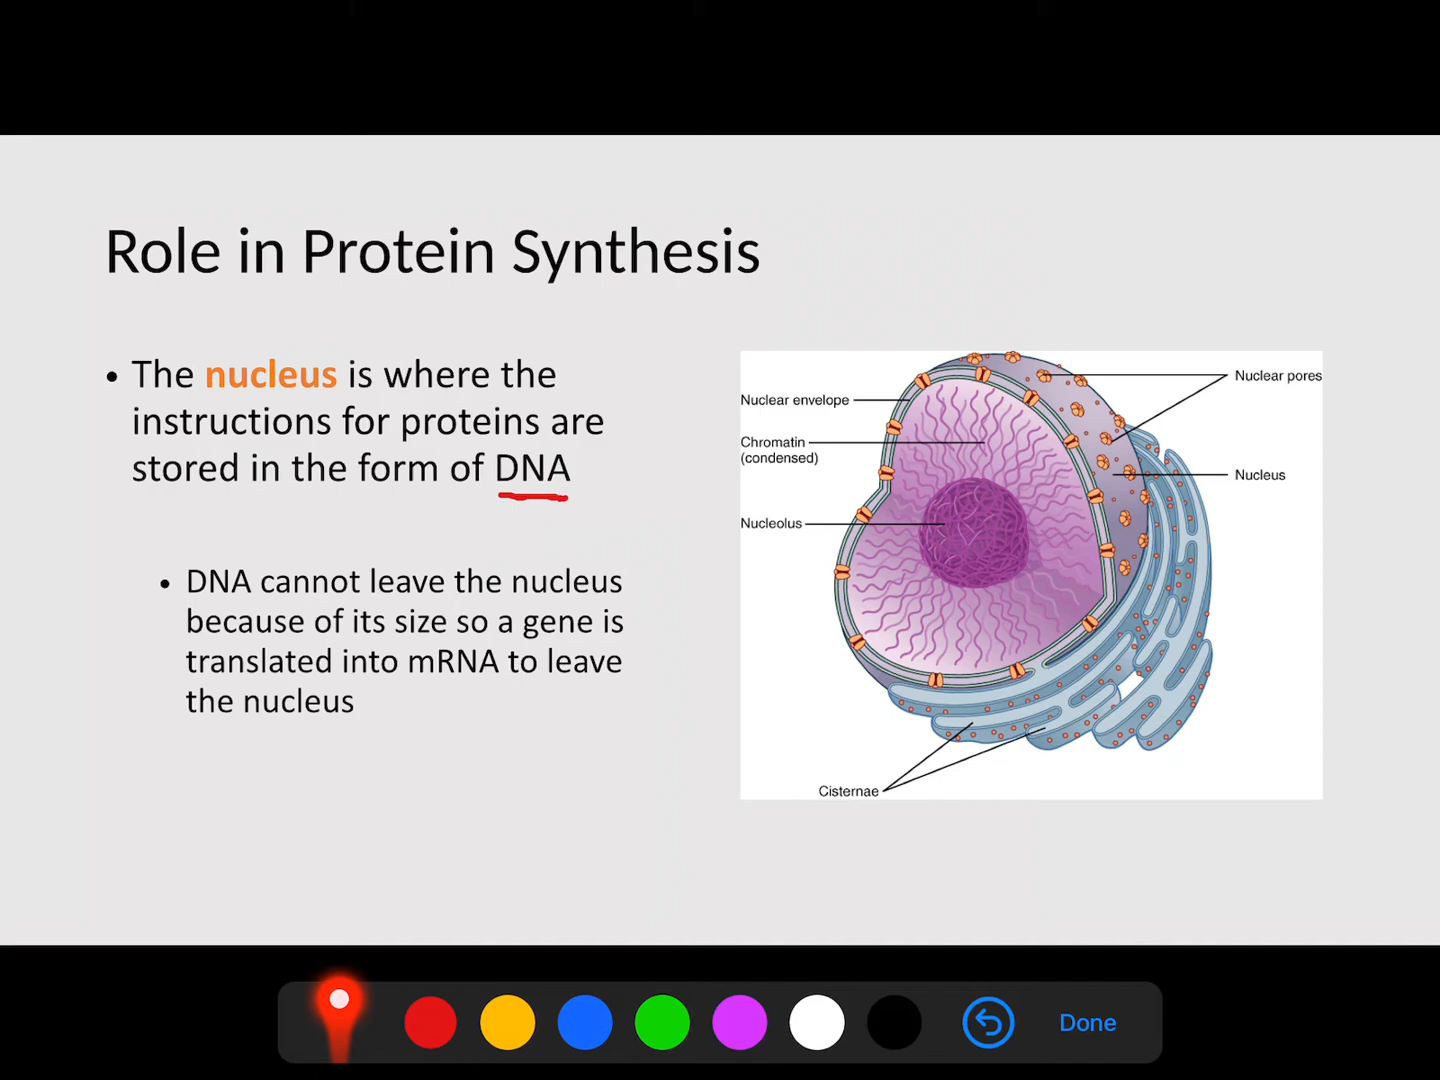 Role in Protein Synthesis
• The nucleus is where the
instructions for proteins are
stored in the form of DNA
• DNA cannot leave the nucleus
because of its size so a gene is
translated into mRNA to leave
the nucleus
Nuclear envelope
Chromatin
(condensed)
Nucleolus
Nuclear pores
Nucleus
Cisternae
Done